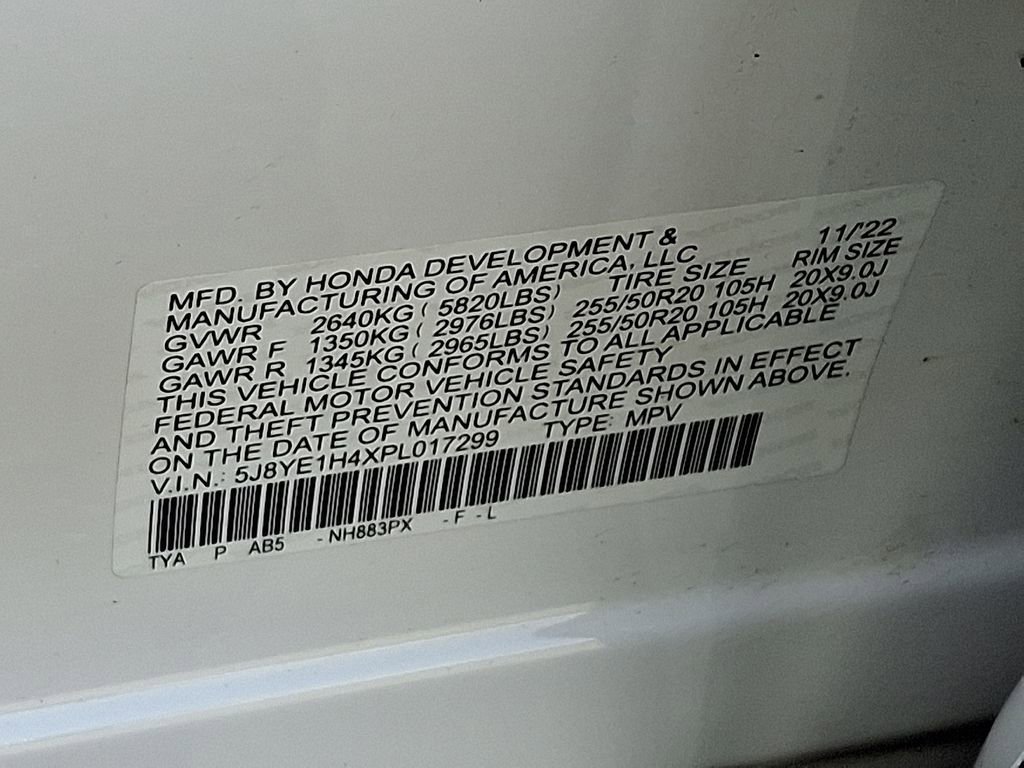 MFD. BY HONDA DEVELOPMENT & 11/'22
MANUFACTURING OF AMERICA, LLC RIM SIZE
GVWR 2640KG ( 5820LBS) TIRE SIZE
GAWR F 1350KG ( 2976LBS) 255/50R20 105H 20X9.0J
GAWR R 1345KG ( 2965LBS) 255/50R20 105H 20X9.0J
THIS VEHICLE CONFORMS TO ALL APPLICABLE
FEDERAL MOTOR VEHICLE SAFETY
AND THEFT PREVENTION STANDARDS IN EFFECT
ON THE DATE OF MANUFACTURE SHOWN ABOVE.
V.I.N.: 5J8YE1H4XPL017299 TYPE: MPV
TYA P AB5 - NH883PX - F - L